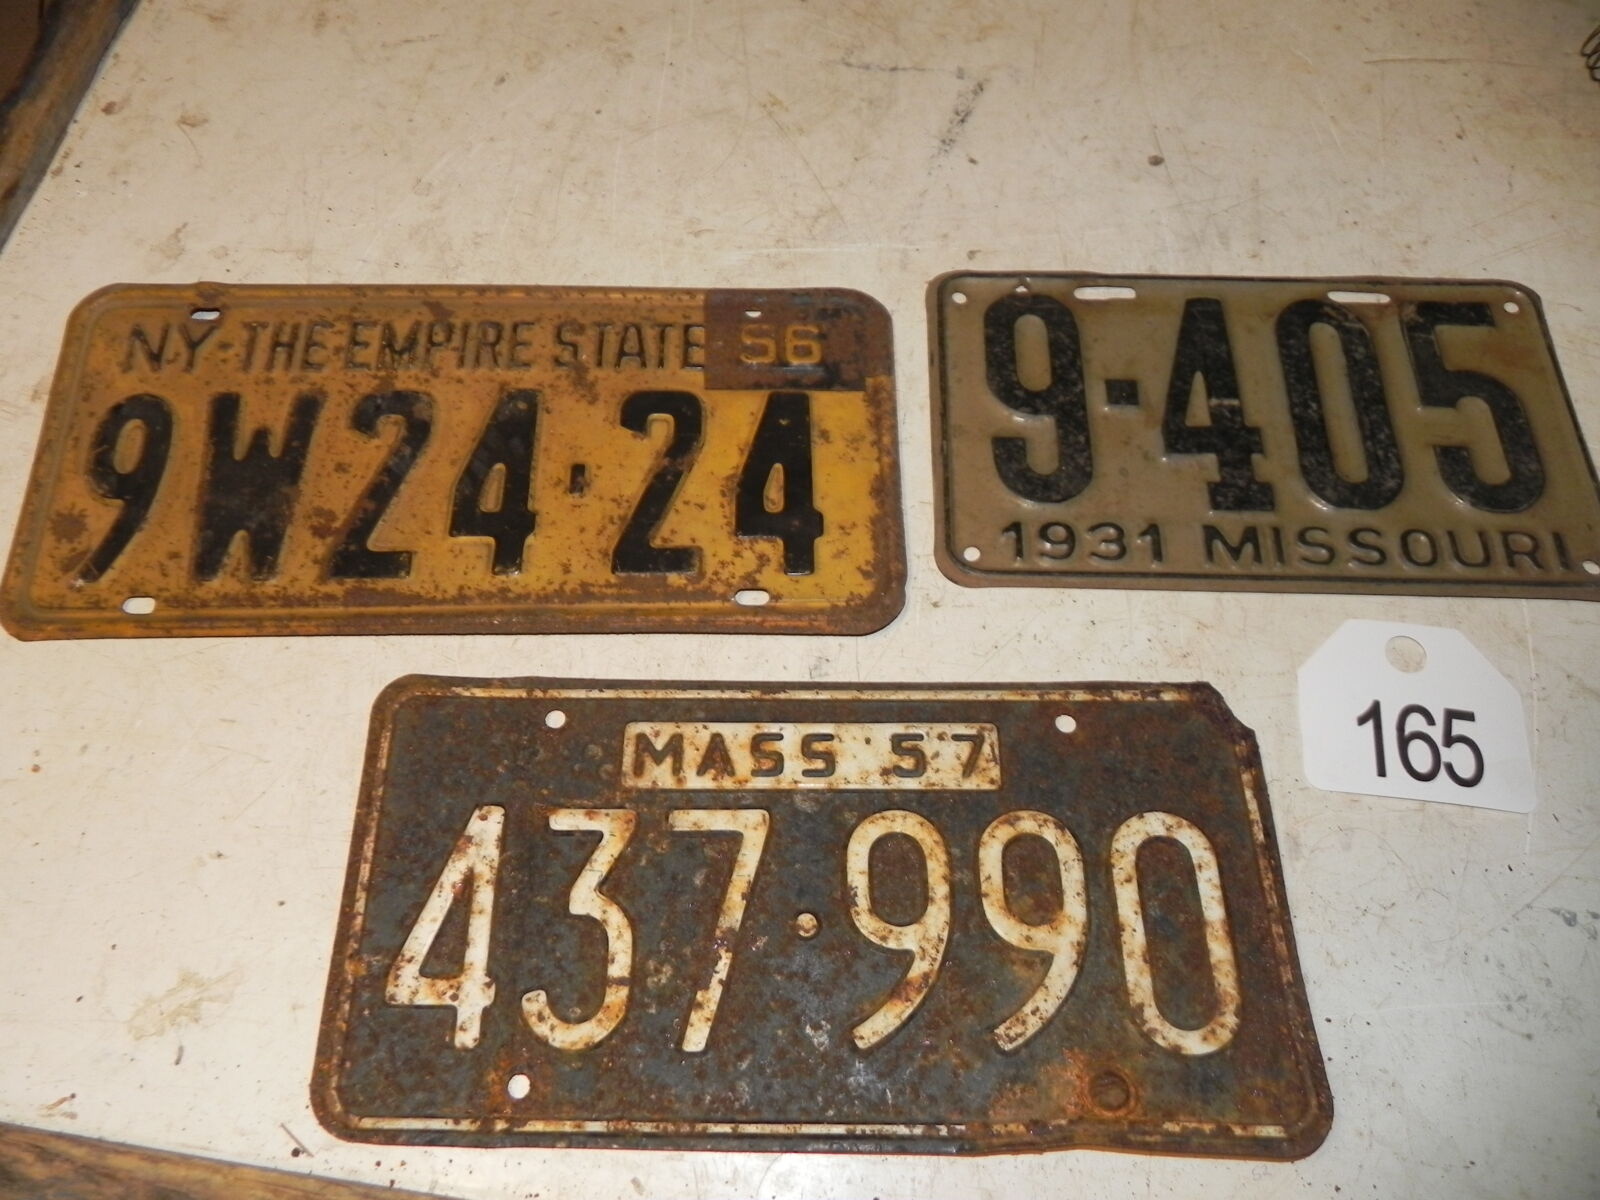 NY-THE EMPIRE STATE 56
9W24·24
9-405
1931 MISSOURI
165
MASS 57
437·990